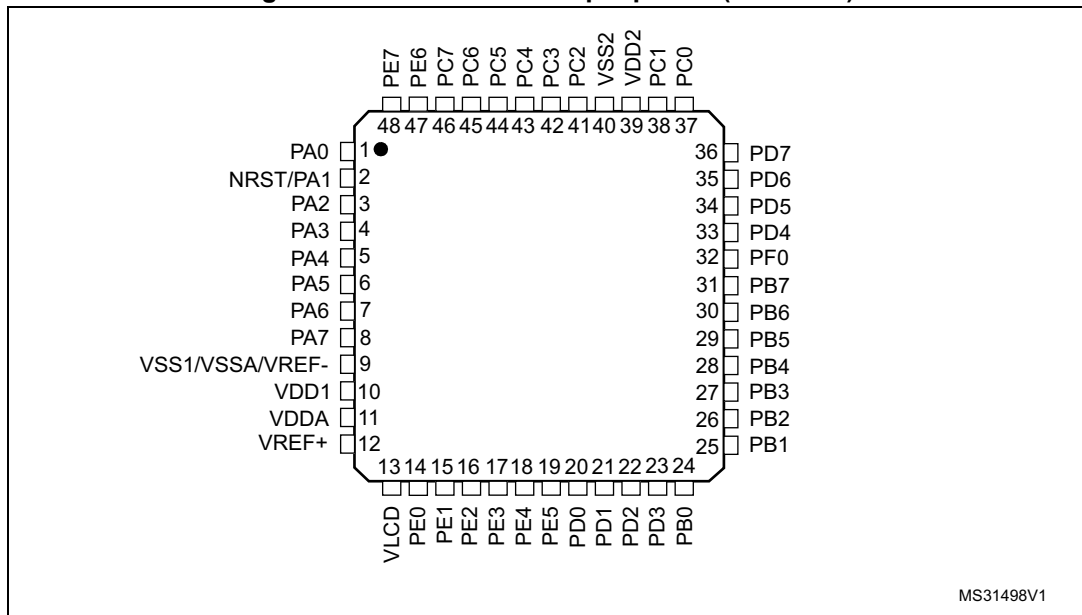 PE7 PE6 PC7 PC6 PC5 PC4 PC3 PC2 VSS2 VDD2 PC1 PC0
48 47 46 45 44 43 42 41 40 39 38 37
PA0 1 36 PD7
NRST/PA1 2 35 PD6
PA2 3 34 PD5
PA3 4 33 PD4
PA4 5 32 PF0
PA5 6 31 PB7
PA6 7 30 PB6
PA7 8 29 PB5
VSS1/VSSA/VREF- 9 28 PB4
VDD1 10 27 PB3
VDDA 11 26 PB2
VREF+ 12 25 PB1
13 14 15 16 17 18 19 20 21 22 23 24
VLCD PE0 PE1 PE2 PE3 PE4 PE5 PD0 PD1 PD2 PD3 PB0
MS31498V1